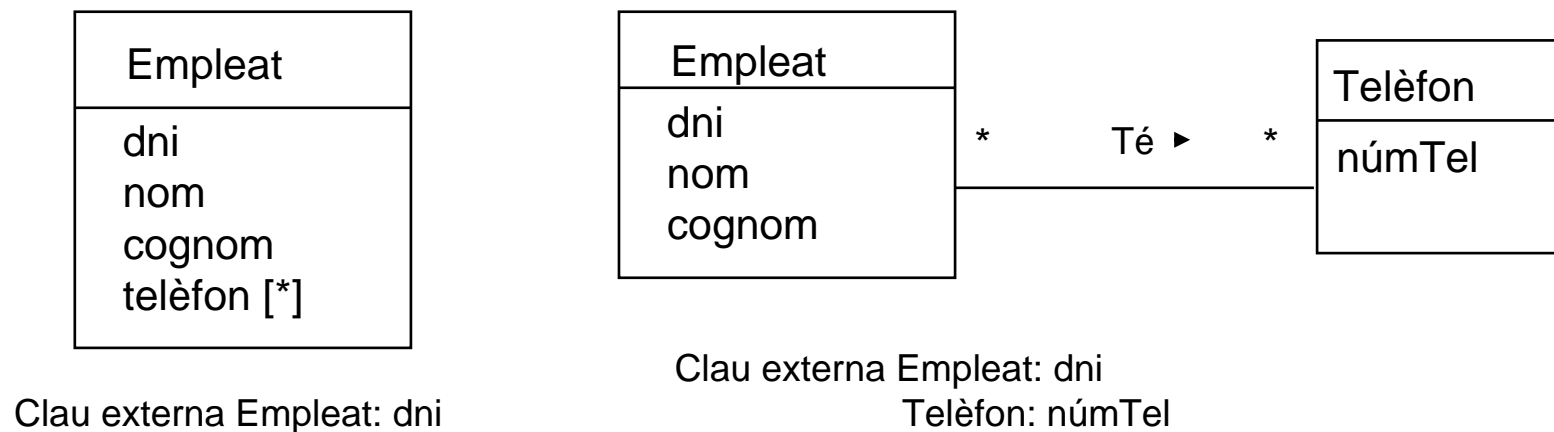 Empleat
dni
nom
cognom
telèfon [*]
Clau externa Empleat: dni
Empleat
dni
nom
cognom
* Té ► *
Telèfon
númTel
Clau externa Empleat: dni
Telèfon: númTel